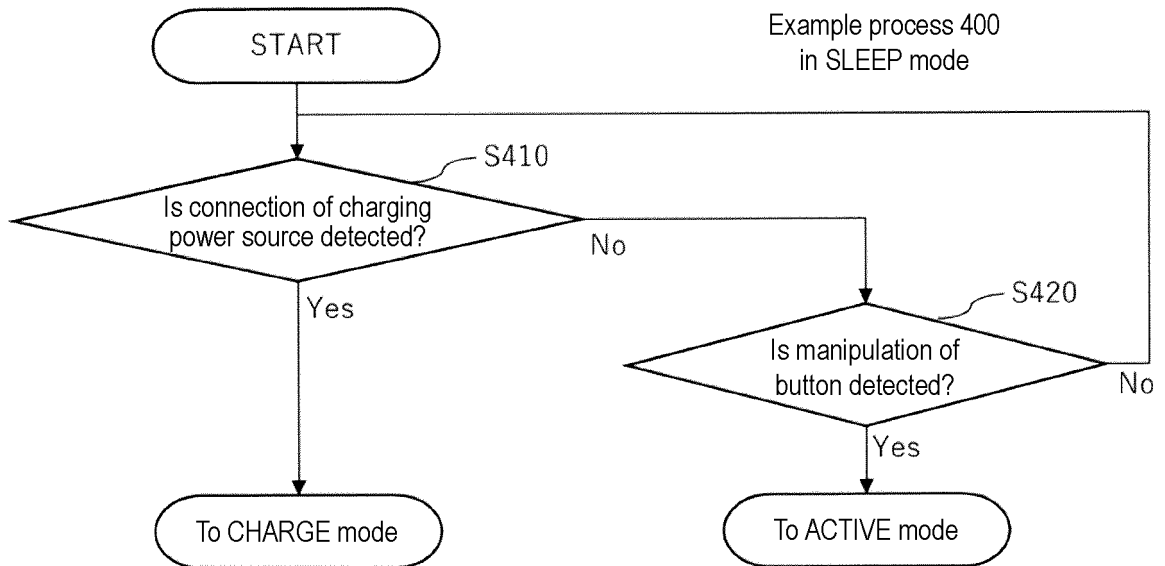 START
Example process 400
in SLEEP mode
S410
Is connection of charging
power source detected?
No
Yes
S420
Is manipulation of
button detected?
No
Yes
To CHARGE mode
To ACTIVE mode